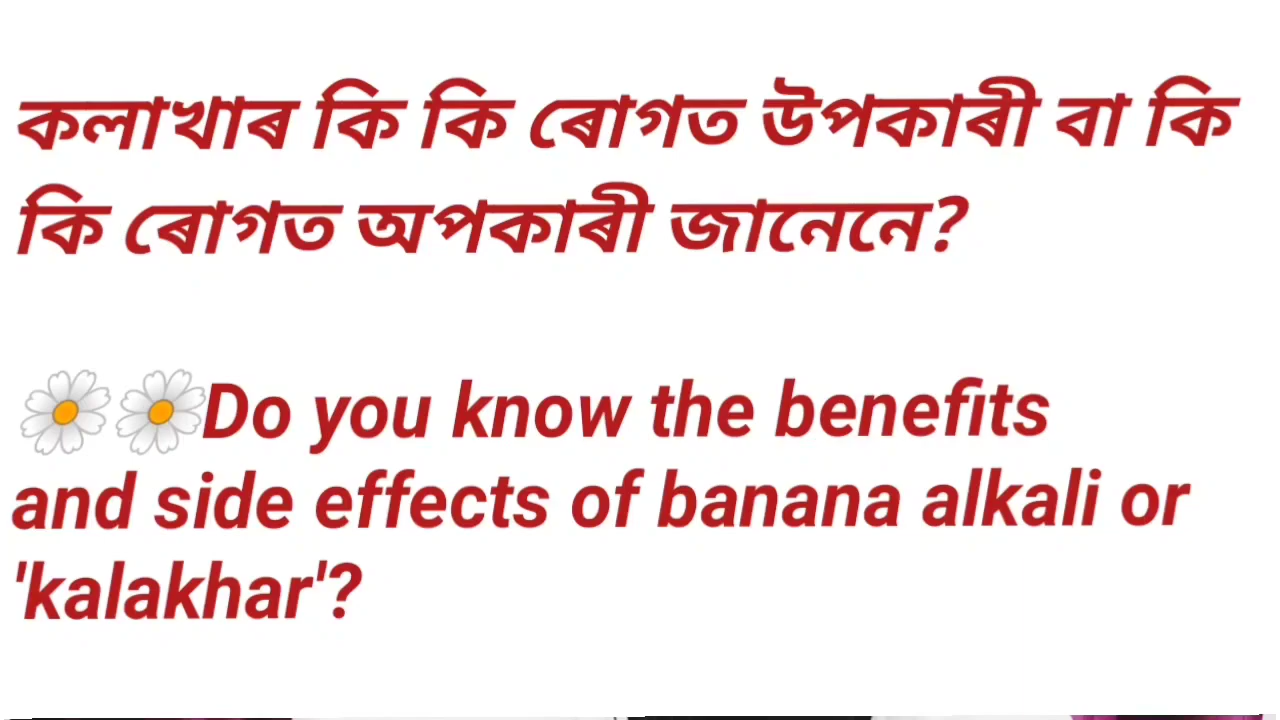 কলাখাৰ কি কি ৰোগত উপকাৰী বা কি
কি ৰোগত অপকাৰী জানেনে?
🌼🌼Do you know the benefits
and side effects of banana alkali or
'kalakhar'?